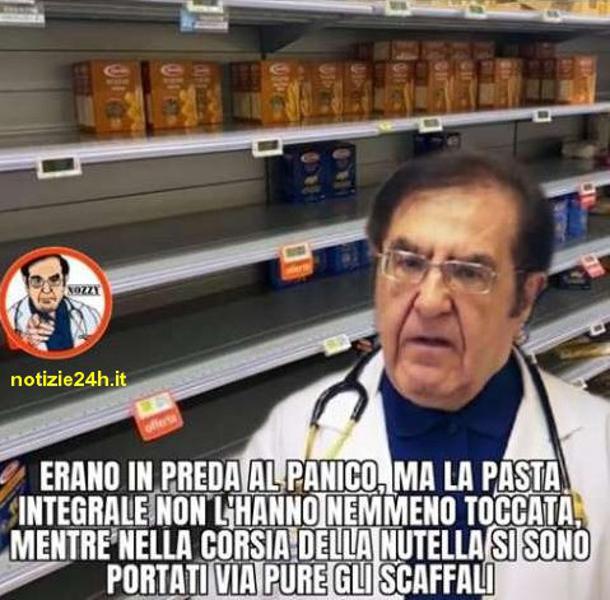 NOZZY
notizie24h.it
offerta
offerta
ERANO IN PREDA AL PANICO, MA LA PASTA
INTEGRALE NON L'HANNO NEMMENO TOCCATA,
MENTRE NELLA CORSIA DELLA NUTELLA SI SONO
PORTATI VIA PURE GLI SCAFFALI